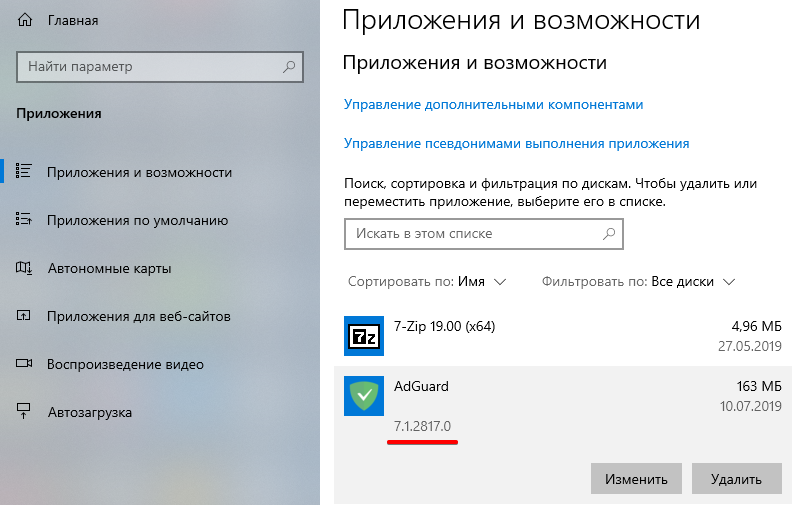 Главная
Найти параметр
Приложения
Приложения и возможности
Приложения по умолчанию
Автономные карты
Приложения для веб-сайтов
Воспроизведение видео
Автозагрузка
Приложения и возможности
Приложения и возможности
Управление дополнительными компонентами
Управление псевдонимами выполнения приложения
Поиск, сортировка и фильтрация по дискам. Чтобы удалить или
переместить приложение, выберите его в списке.
Искать в этом списке
Сортировать по: Имя Фильтровать по: Все диски
7z
7-Zip 19.00 (x64) 4,96 МБ
27.05.2019
AdGuard 163 МБ
10.07.2019
7.1.2817.0
Изменить Удалить